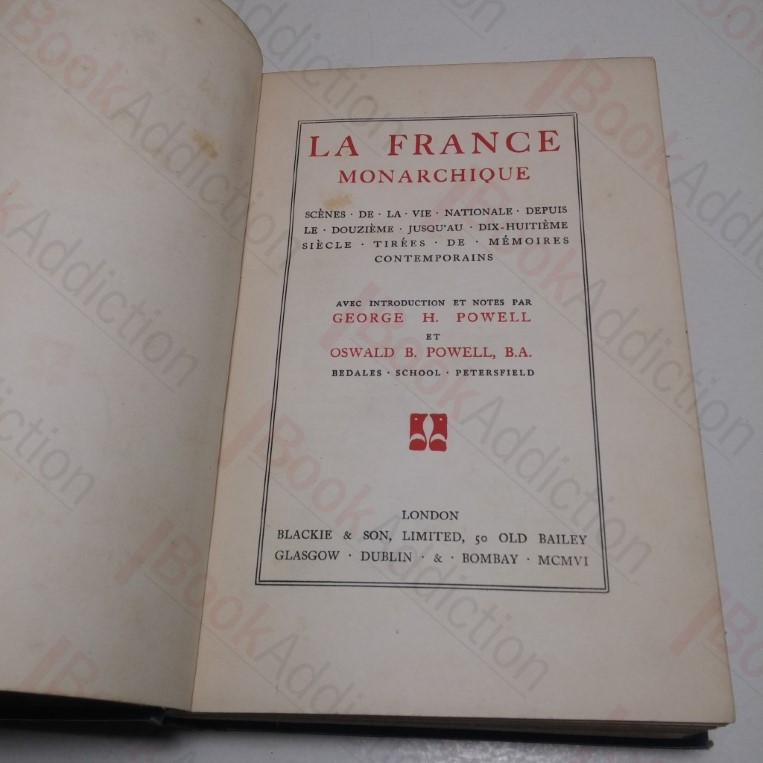 LA FRANCE
MONARCHIQUE
SCÈNES · DE · LA · VIE · NATIONALE · DEPUIS
LE · DOUZIÈME · JUSQU'AU · DIX-HUITIÈME
SIÈCLE · TIRÉES · DE · MÉMOIRES
CONTEMPORAINS
AVEC INTRODUCTION ET NOTES PAR
GEORGE H. POWELL
ET
OSWALD B. POWELL, B.A.
BEDALES · SCHOOL · PETERSFIELD
LONDON
BLACKIE & SON, LIMITED, 50 OLD BAILEY
GLASGOW · DUBLIN · & · BOMBAY · MCMVI
BookAddiction